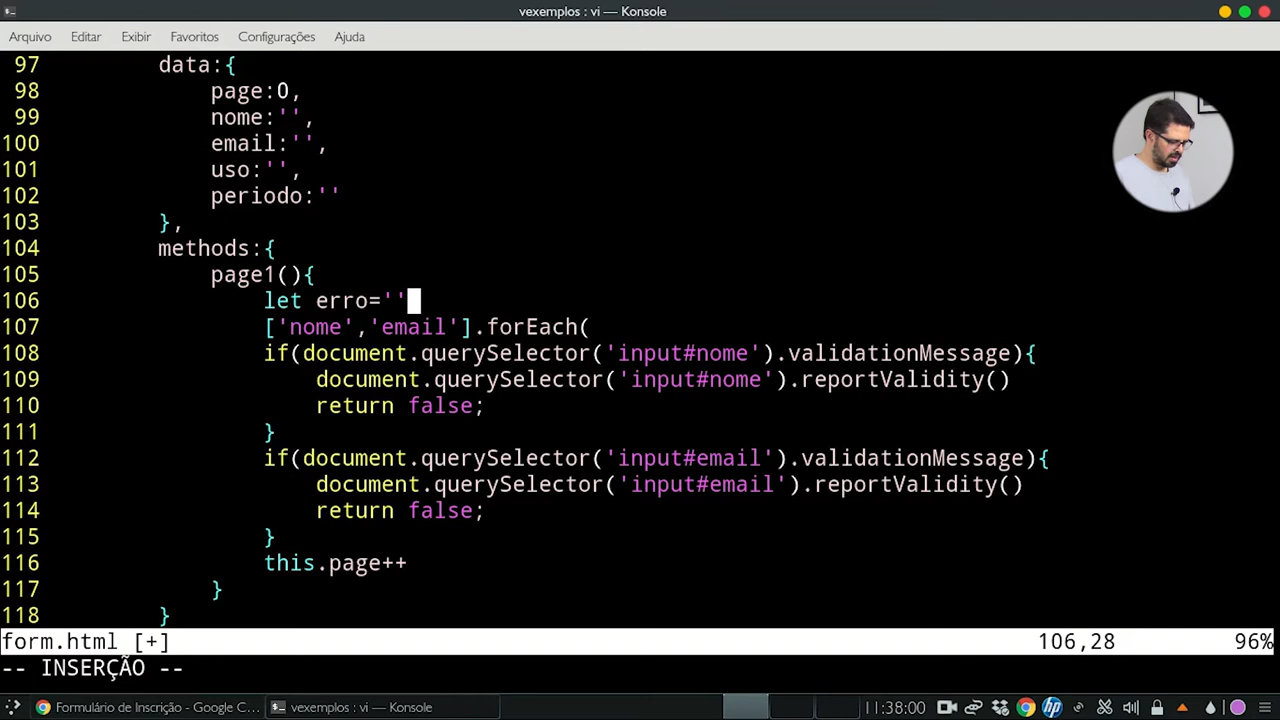 vexemplos : vi — Konsole
Arquivo Editar Exibir Favoritos Configurações Ajuda
97 data:{
98 page:0,
99 nome:'',
100 email:'',
101 uso:'',
102 periodo:''
103 },
104 methods:{
105 page1(){
106 let erro=''
107 ['nome','email'].forEach(
108 if(document.querySelector('input#nome').validationMessage){
109 document.querySelector('input#nome').reportValidity()
110 return false;
111 }
112 if(document.querySelector('input#email').validationMessage){
113 document.querySelector('input#email').reportValidity()
114 return false;
115 }
116 this.page++
117 }
118 }
form.html [+] 106,28 96%
-- INSERÇÃO --
Formulário de Inscrição - Google C... vexemplos : vi — Konsole 11:38:00